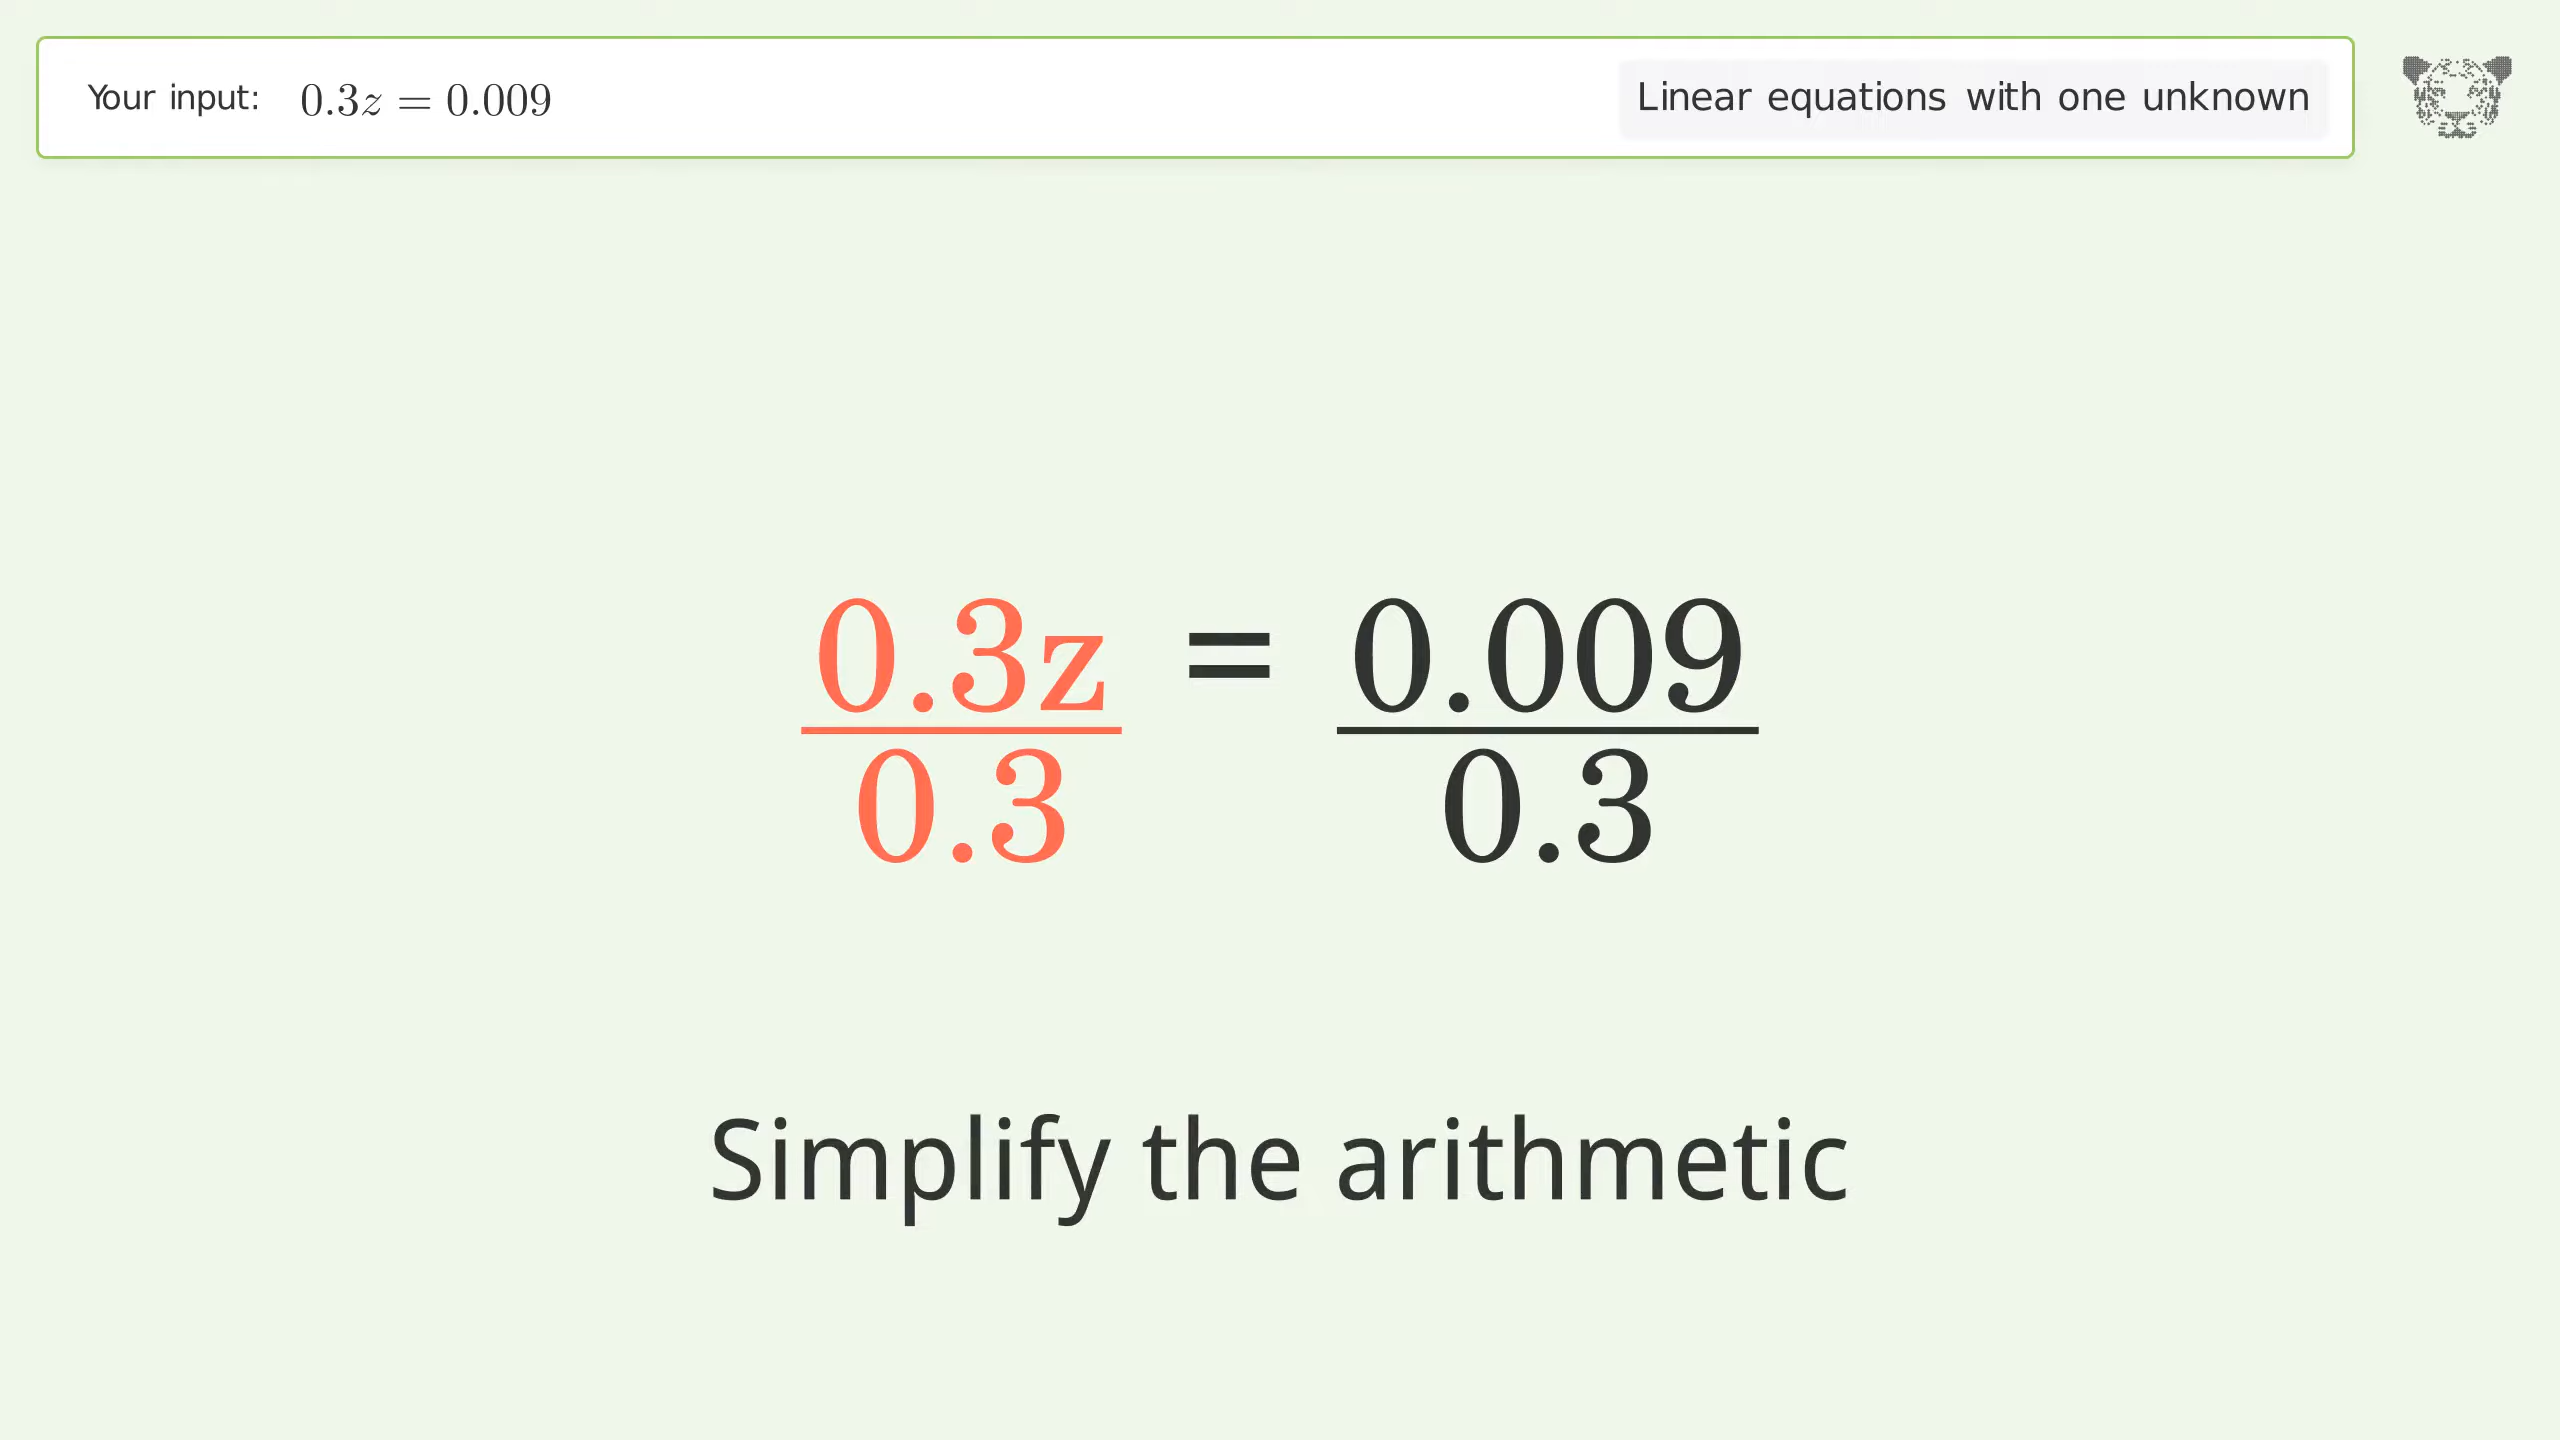 Your input: 0.3z = 0.009
Linear equations with one unknown
0.3z / 0.3 = 0.009 / 0.3
Simplify the arithmetic